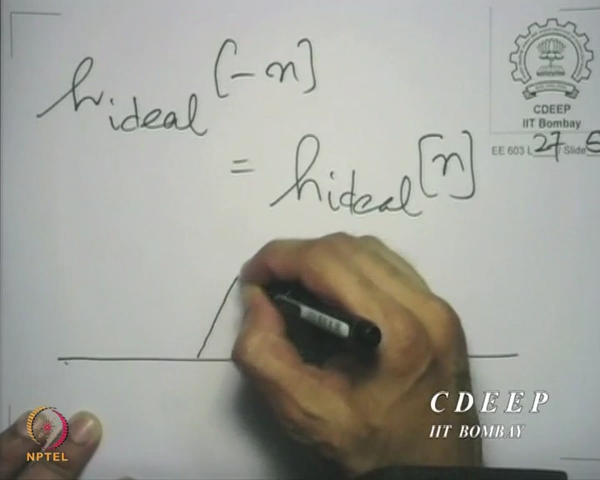 h ideal [-n]
= h ideal [n]
CDEEP
IIT Bombay
EE 603 L 27 / Slide
CDEEP
IIT BOMBAY
NPTEL